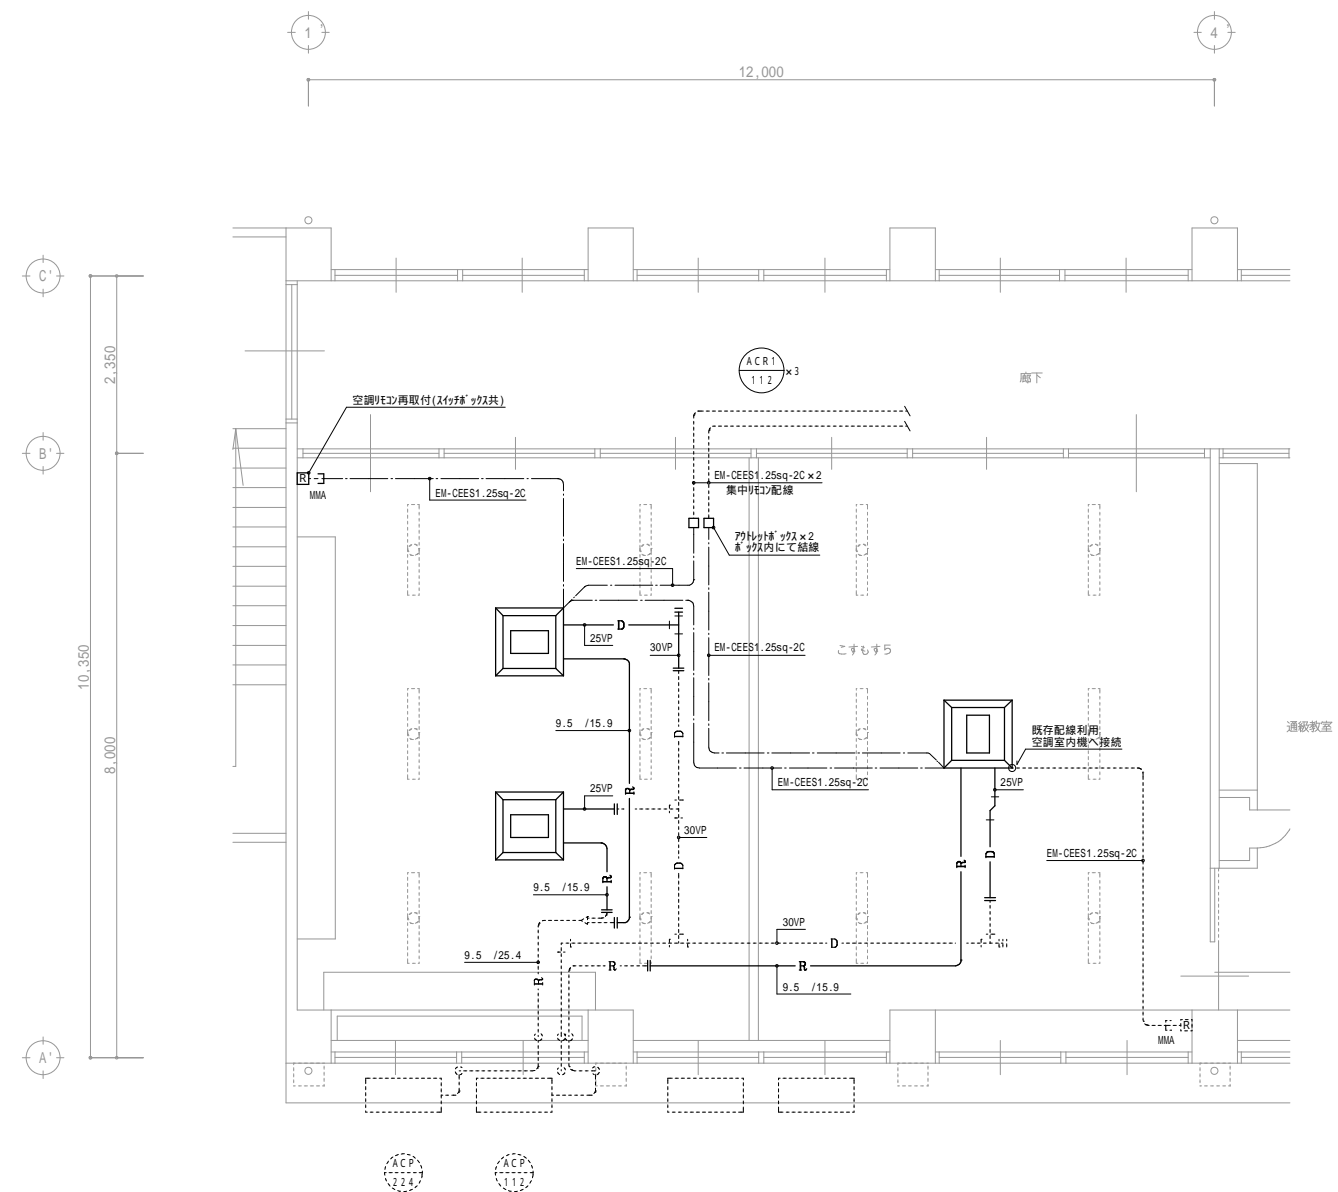 1'
4'
12,000
C'
2,350
ACR1
112
×3
廊下
空調リモコン再取付(スイッチボックス共)
B'
R
MMA
EM-CEES1.25sq-2C
EM-CEES1.25sq-2C×2
集中リモコン配線
アウトレットボックス×2
ボックス内にて結線
EM-CEES1.25sq-2C
D
25VP
30VP
EM-CEES1.25sq-2C
こすもす5
10,350
8,000
9.5 /15.9
D
既存配線利用
空調室内機へ接続
通級教室
EM-CEES1.25sq-2C
25VP
25VP
R
30VP
EM-CEES1.25sq-2C
D
R
D
R
9.5 /15.9
30VP
D
9.5 /25.4
R
R
R
9.5 /15.9
R
MMA
A'
ACP
224
ACP
112